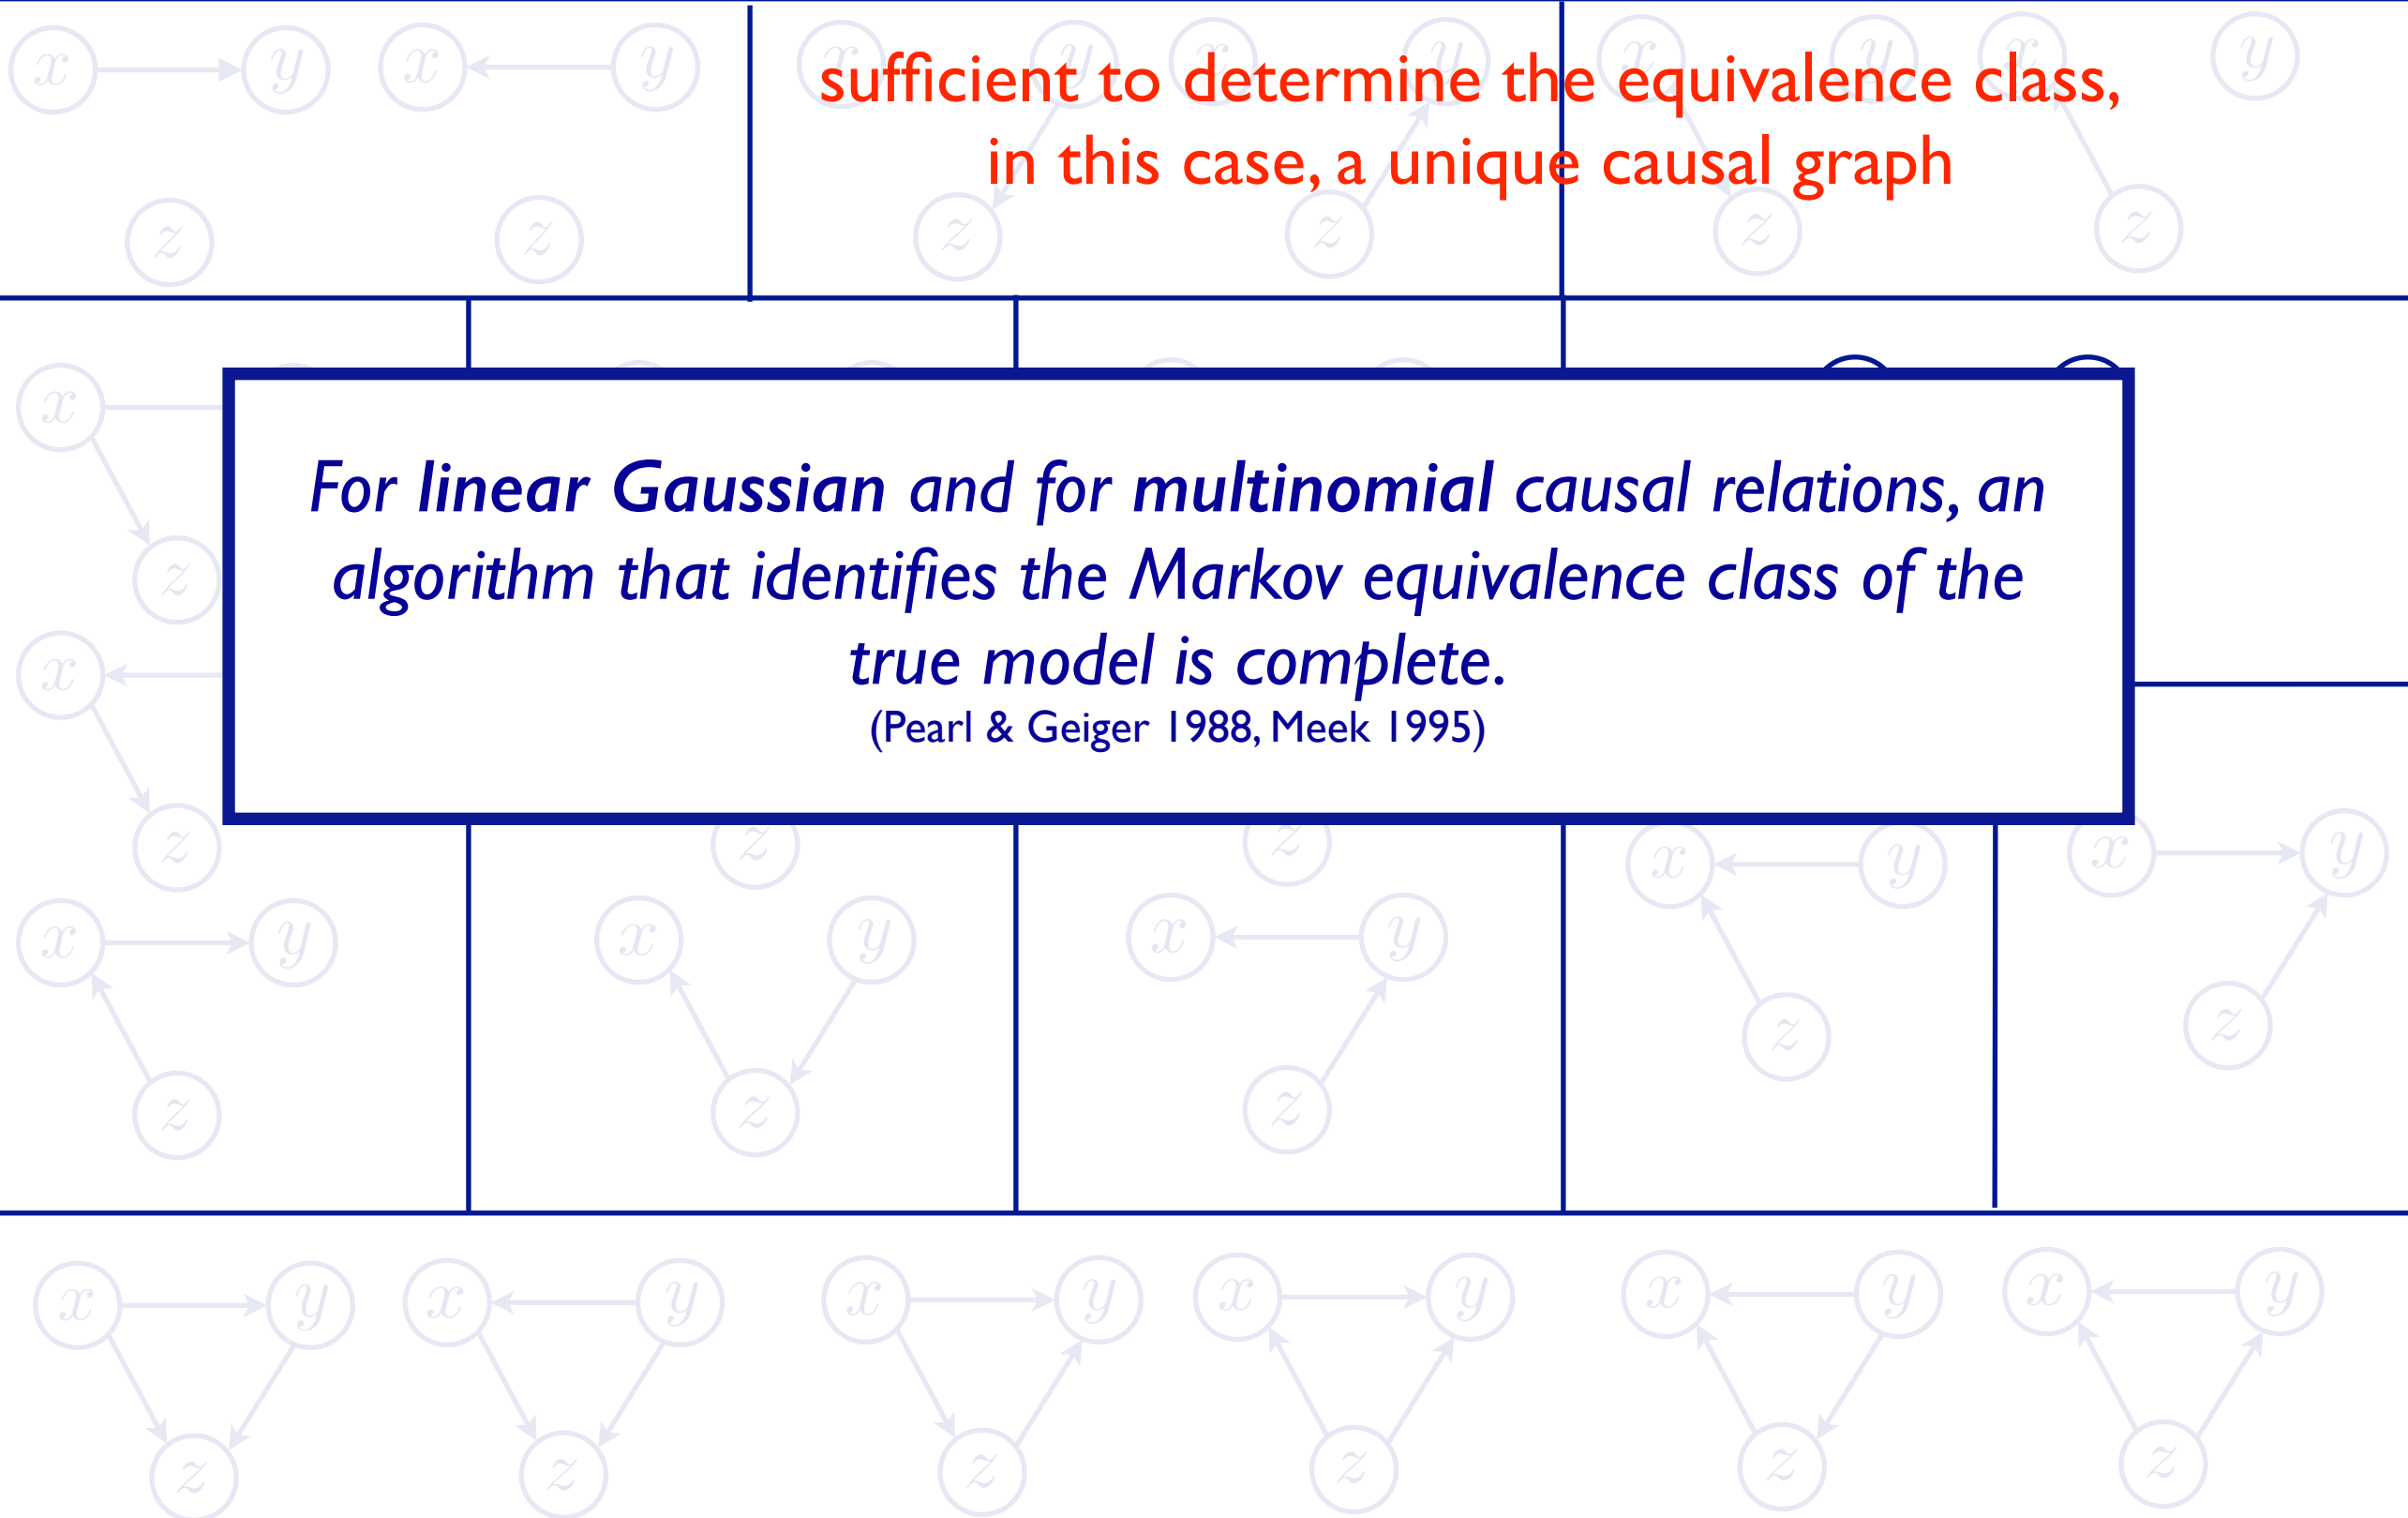 x y x y x y x y x y x y
sufficient to determine the equivalence class,
in this case, a unique causal graph
z z z z z z
x
For linear Gaussian and for multinomial causal relations, an
algorithm that identifies the Markov equivalence class of the
z
true model is complete.
x
(Pearl & Geiger 1988, Meek 1995)
z z z
x y x y
x y x y x y
z z
z z z
x y x y x y x y x y x y
z z z z z z